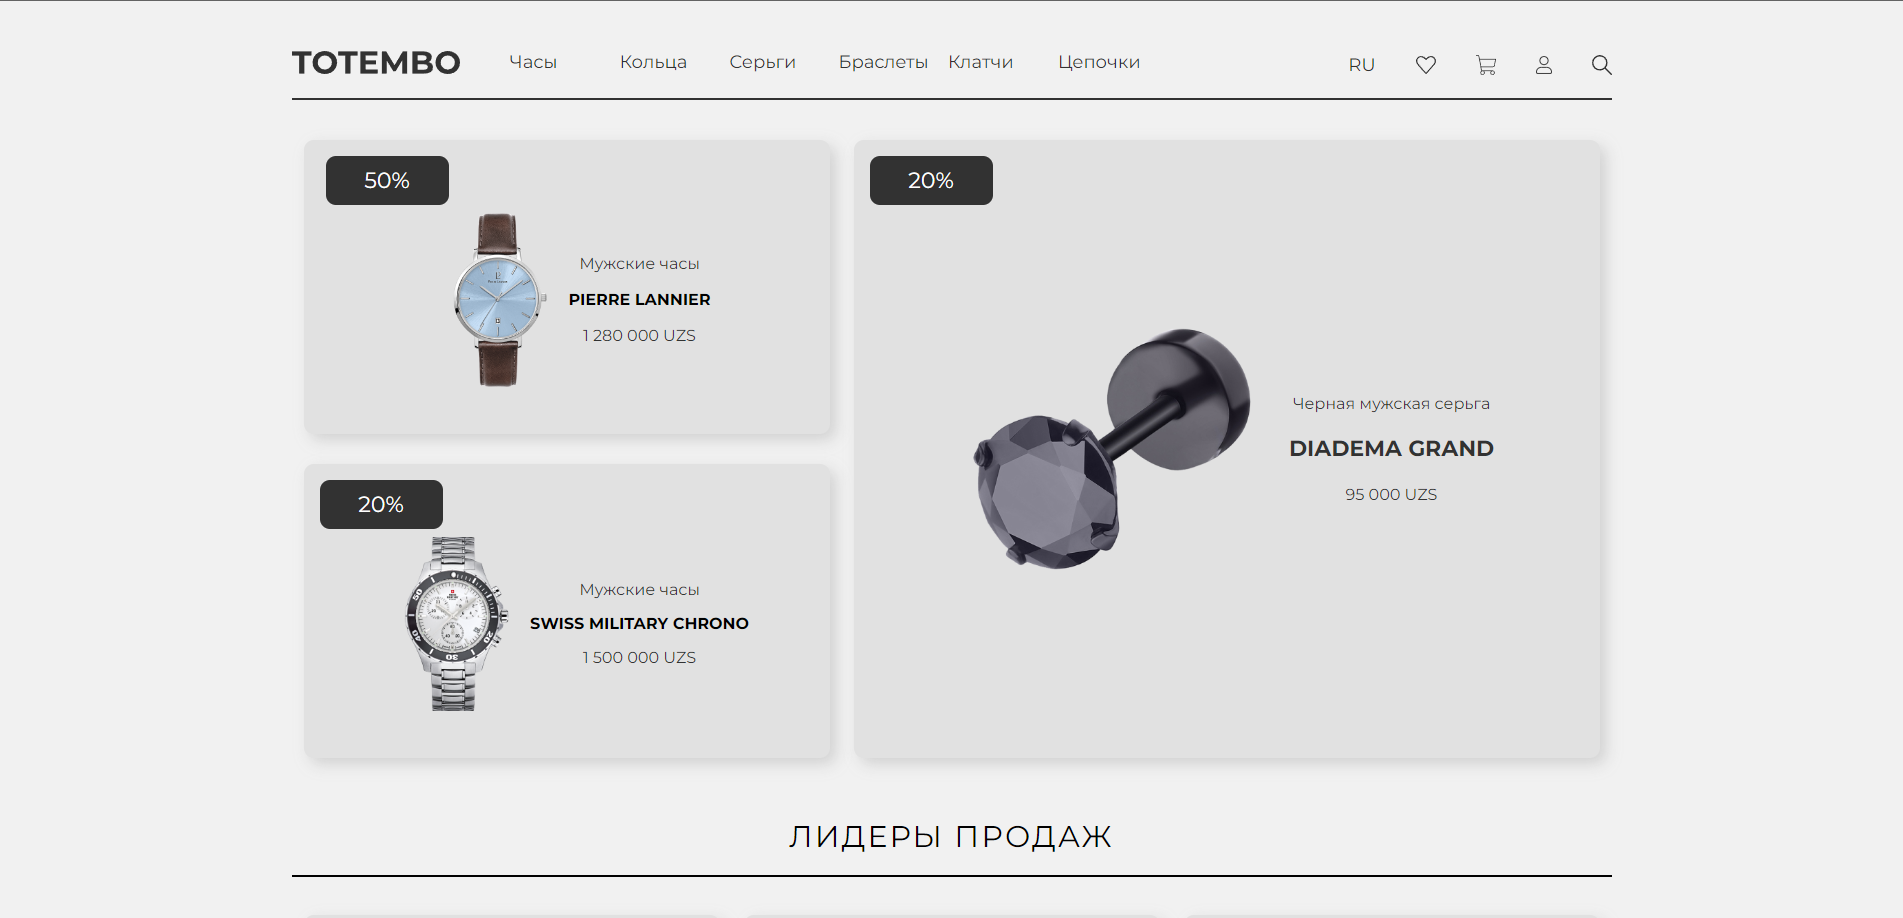 TOTEMBO
Часы Кольца Серьги Браслеты Клатчи Цепочки RU
50%
Мужские часы
PIERRE LANNIER
1 280 000 UZS
20%
Мужские часы
SWISS MILITARY CHRONO
1 500 000 UZS
20%
Черная мужская серьга
DIADEMA GRAND
95 000 UZS
ЛИДЕРЫ ПРОДАЖ